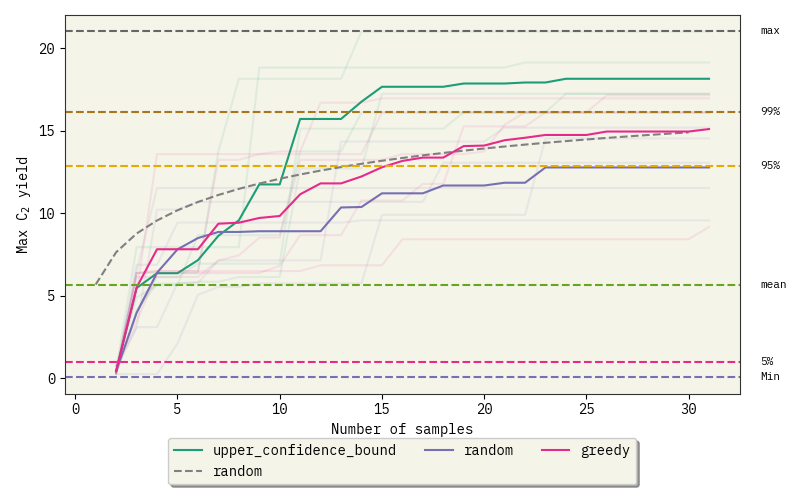 max
20
99%
95%
15
10
5
0
mean
5%
Min
Max C₂ yield
0 5 10 15 20 25 30
Number of samples
upper_confidence_bound random greedy
random